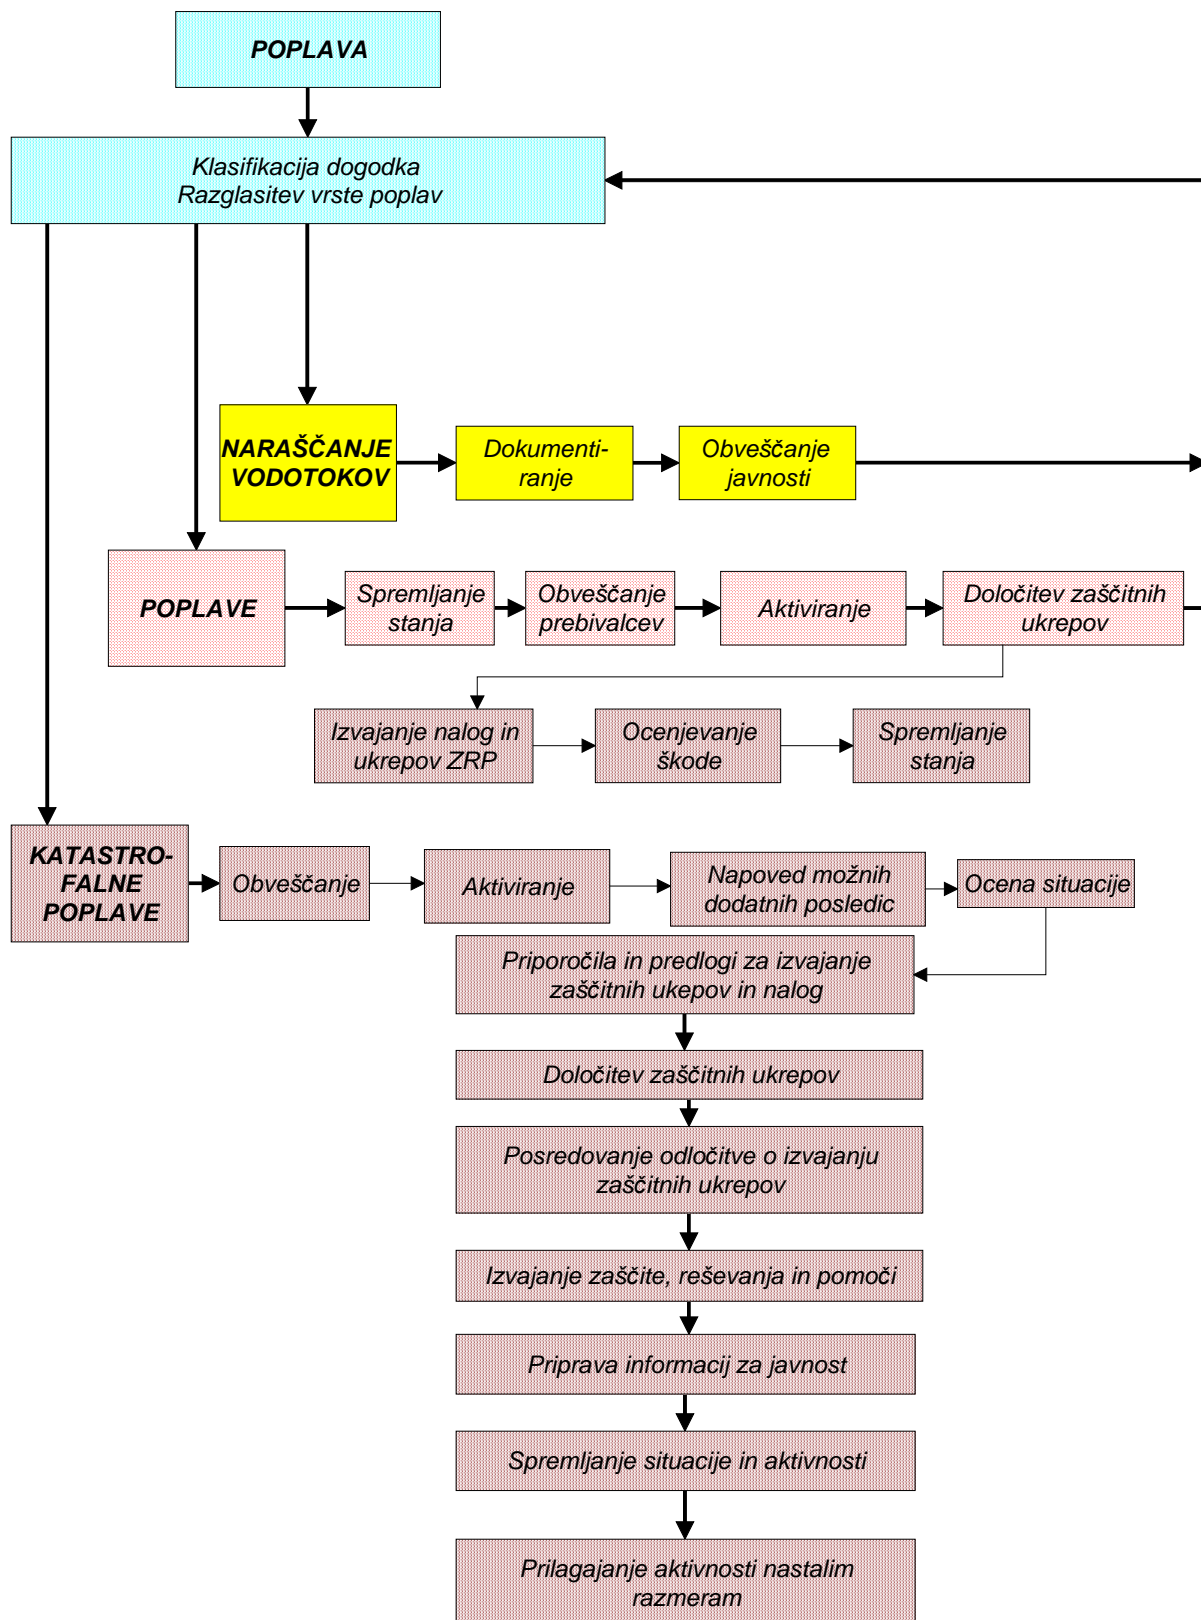 POPLAVA
Klasifikacija dogodka
Razglasitev vrste poplav
NARAŠČANJE
VODOTOKOV
Dokumenti-
ranje
Obveščanje
javnosti
POPLAVE
Spremljanje
stanja
Obveščanje
prebivalcev
Aktiviranje
Določitev zaščitnih
ukrepov
Izvajanje nalog in
ukrepov ZRP
Ocenjevanje
škode
Spremljanje
stanja
KATASTRO-
FALNE
POPLAVE
Obveščanje
Aktiviranje
Napoved možnih
dodatnih posledic
Ocena situacije
Priporočila in predlogi za izvajanje
zaščitnih ukepov in nalog
Določitev zaščitnih ukrepov
Posredovanje odločitve o izvajanju
zaščitnih ukrepov
Izvajanje zaščite, reševanja in pomoči
Priprava informacij za javnost
Spremljanje situacije in aktivnosti
Prilagajanje aktivnosti nastalim
razmeram